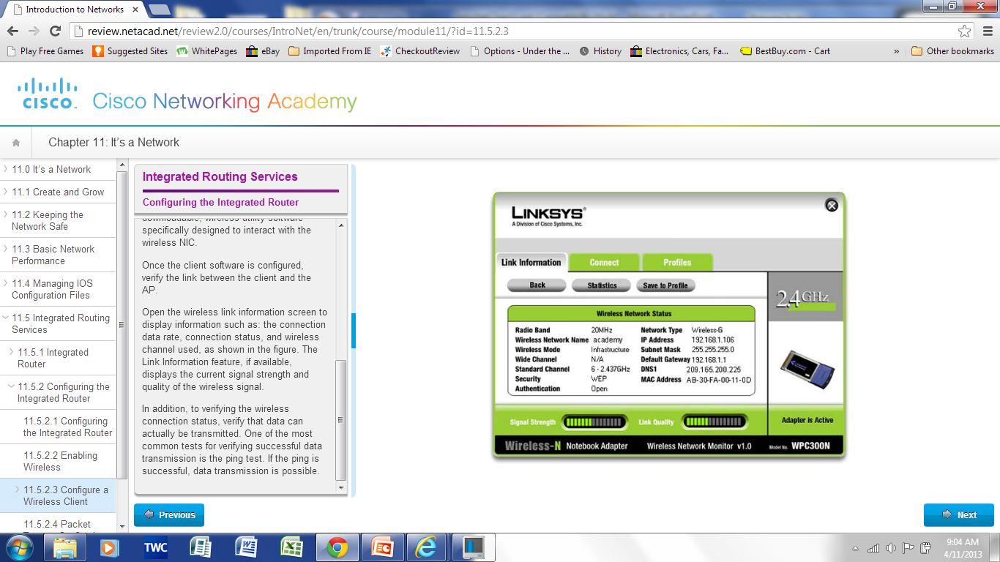 Introduction to Networks
review.netacad.net/review2.0/courses/IntroNet/en/trunk/course/module11/?id=11.5.2.3
Play Free Games Suggested Sites WhitePages eBay Imported From IE CheckoutReview Options - Under the ... History Electronics, Cars, Fa... BestBuy.com - Cart » Other bookmarks
CISCO. Cisco Networking Academy
Chapter 11: It's a Network
11.0 It's a Network
11.1 Create and Grow
11.2 Keeping the
Network Safe
11.3 Basic Network
Performance
11.4 Managing IOS
Configuration Files
11.5 Integrated Routing
Services
11.5.1 Integrated
Router
11.5.2 Configuring the
Integrated Router
11.5.2.1 Configuring
the Integrated Router
11.5.2.2 Enabling
Wireless
11.5.2.3 Configure a
Wireless Client
11.5.2.4 Packet
Integrated Routing Services
Configuring the Integrated Router
downloadable, wireless utility software
specifically designed to interact with the
wireless NIC.
Once the client software is configured,
verify the link between the client and the
AP.
Open the wireless link information screen to
display information such as: the connection
data rate, connection status, and wireless
channel used, as shown in the figure. The
Link Information feature, if available,
displays the current signal strength and
quality of the wireless signal.
In addition, to verifying the wireless
connection status, verify that data can
actually be transmitted. One of the most
common tests for verifying successful data
transmission is the ping test. If the ping is
successful, data transmission is possible.
Previous
Next
LINKSYS®
A Division of Cisco Systems, Inc.
Link Information Connect Profiles
Back Statistics Save to Profile
2.4GHz
Wireless Network Status
Radio Band 20MHz Network Type Wireless-G
Wireless Network Name academy IP Address 192.168.1.106
Wireless Mode Infrastructure Subnet Mask 255.255.255.0
Wide Channel N/A Default Gateway 192.168.1.1
Standard Channel 6 - 2.437GHz DNS1 209.165.200.225
Security WEP MAC Address AB-30-FA-00-11-0D
Authentication Open
Signal Strength Link Quality Adapter is Active
Wireless-N Notebook Adapter Wireless Network Monitor v1.0 Model No. WPC300N
TWC
9:04 AM
4/11/2013